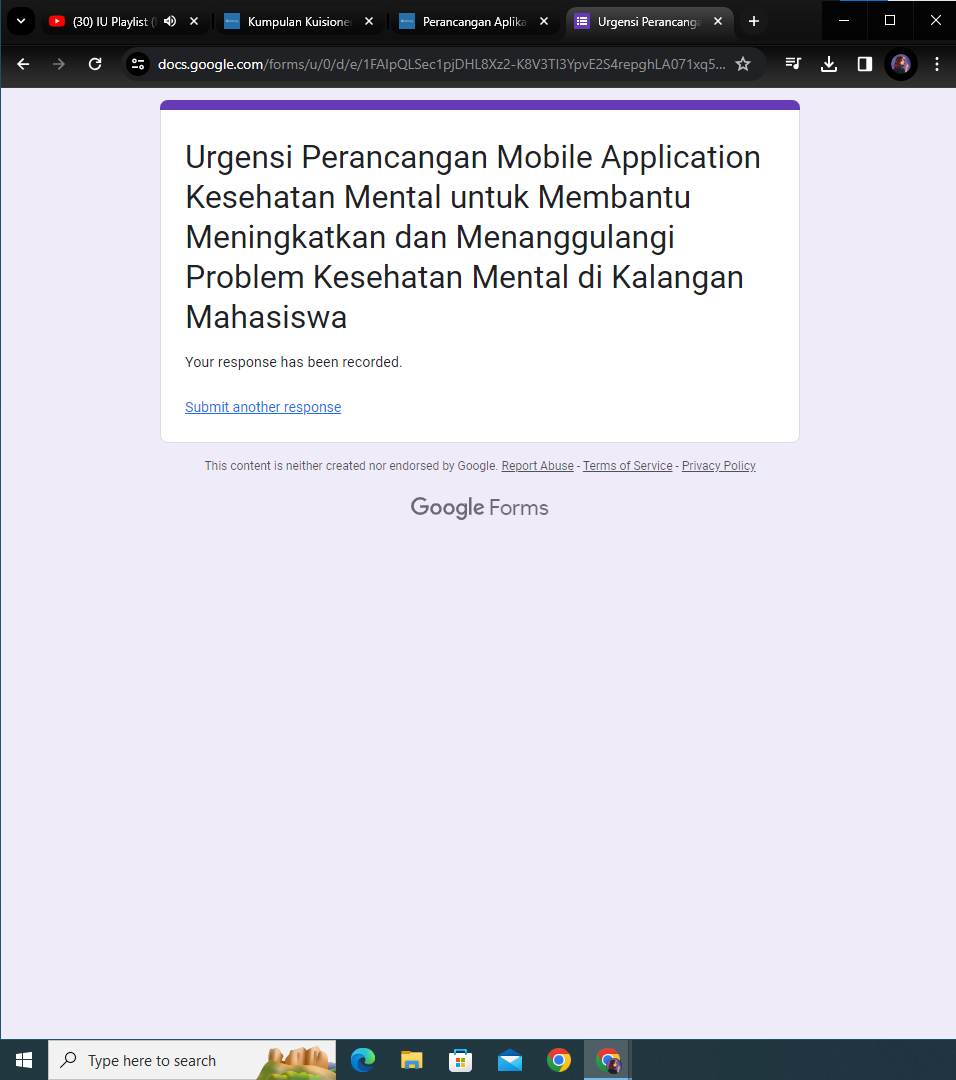 (30) IU Playlist (
Kumpulan Kuisione
Perancangan Aplika
Urgensi Perancanga
docs.google.com/forms/u/0/d/e/1FAIpQLSec1pjDHL8Xz2-K8V3TI3YpvE2S4repghLA071xq5...
Urgensi Perancangan Mobile Application
Kesehatan Mental untuk Membantu
Meningkatkan dan Menanggulangi
Problem Kesehatan Mental di Kalangan
Mahasiswa
Your response has been recorded.
Submit another response
This content is neither created nor endorsed by Google. Report Abuse - Terms of Service - Privacy Policy
Google Forms
Type here to search